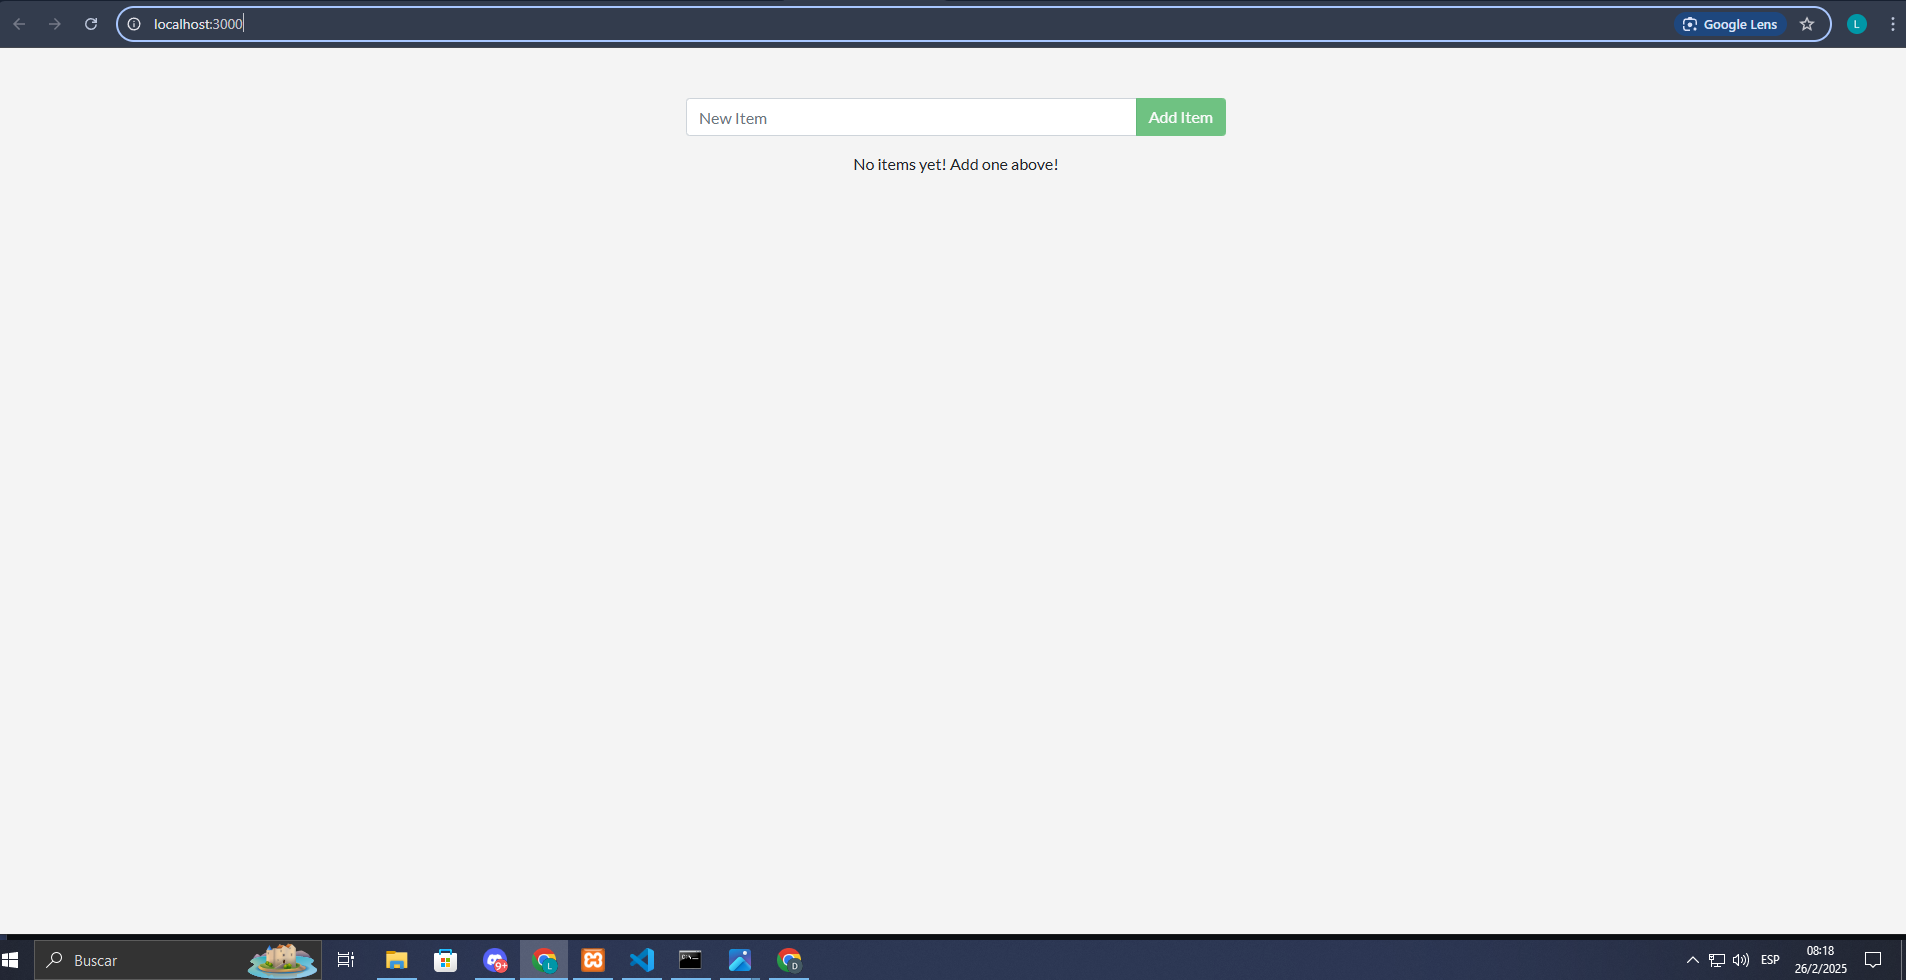 localhost:3000
Google Lens
L
New Item
Add Item
No items yet! Add one above!
Buscar
9+
L
D
ESP
08:18
26/2/2025